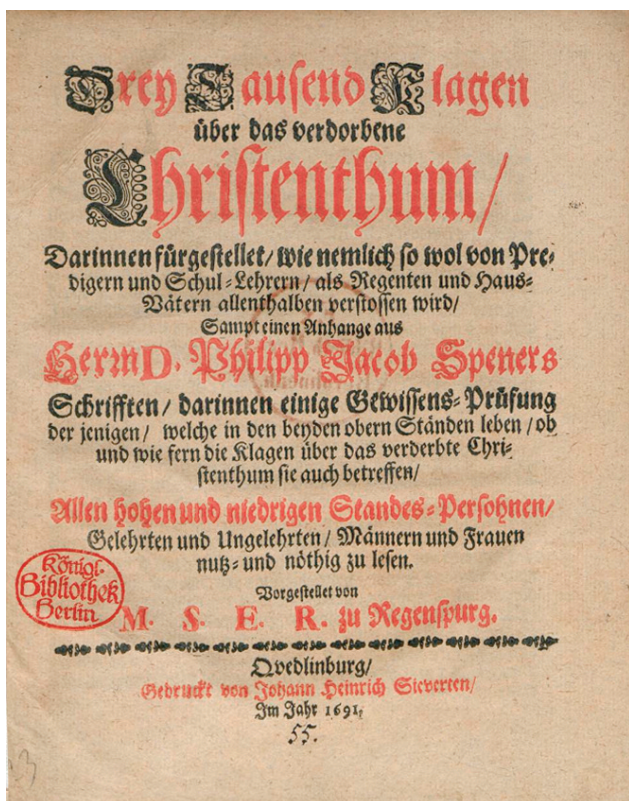 Drey Tausend Klagen
über das verdorbene
Christenthum/
Darinnen fürgestellet/ wie nemlich so wol von Pre-
digern und Schul-Lehrern/ als Regenten und Haus-
Vätern allenthalben verstossen wird/
Sampt einen Anhange aus
Herrn D. Philipp Jacob Speners
Schrifften/ darinnen einige Gewissens-Prüfung
der jenigen/ welche in den beyden obern Ständen leben/ ob
und wie fern die Klagen über das verderbte Chri-
stenthum sie auch betreffen/
Allen hohen und niedrigen Standes-Persohnen/
Gelehrten und Ungelehrten/ Männern und Frauen
nutz- und nöthig zu lesen.
Vorgestellet von
M. S. E. R. zu Regenspurg.
Königl.
Bibliothek
Berlin
Qvedlinburg/
Gedruckt von Johann Heinrich Sieverten/
Im Jahr 1691.
55.